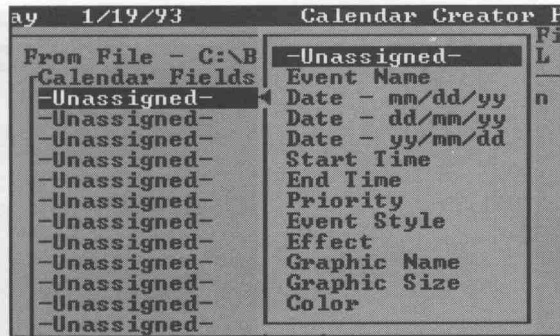 ay 1/19/93 Calendar Creator
From File - C:\B
Calendar Fields
-Unassigned-
-Unassigned-
-Unassigned-
-Unassigned-
-Unassigned-
-Unassigned-
-Unassigned-
-Unassigned-
-Unassigned-
-Unassigned-
-Unassigned-
-Unassigned-
-Unassigned-
Event Name
Date - mm/dd/yy
Date - dd/mm/yy
Date - yy/mm/dd
Start Time
End Time
Priority
Event Style
Effect
Graphic Name
Graphic Size
Color
Fi
L
n